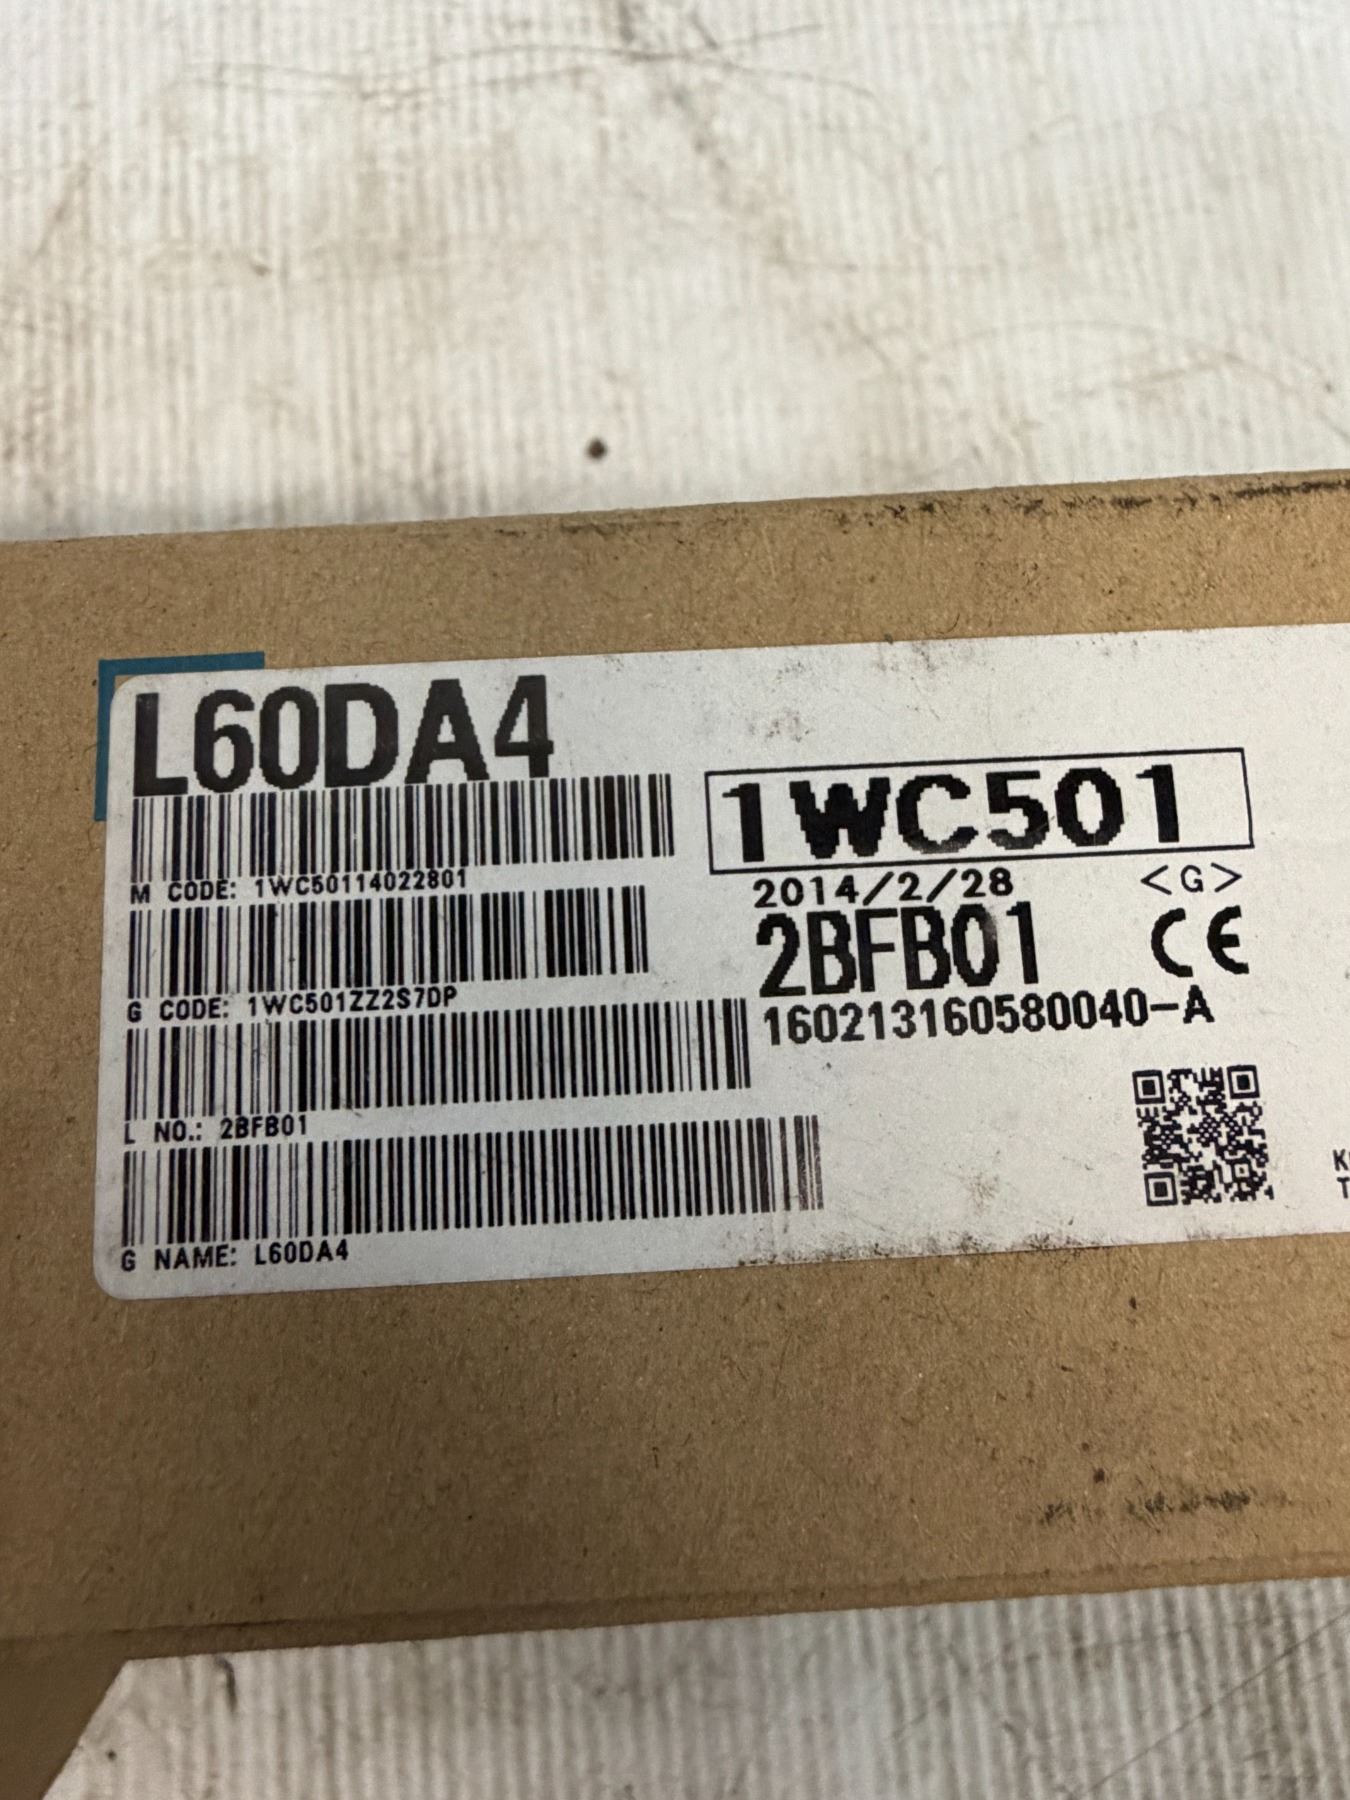 L60DA4
M CODE: 1WC50114022801
G CODE: 1WC501ZZ2S7DP
L NO.: 2BFB01
G NAME: L60DA4
1WC501
2014/2/28 <G>
2BFB01 CE
160213160580040-A